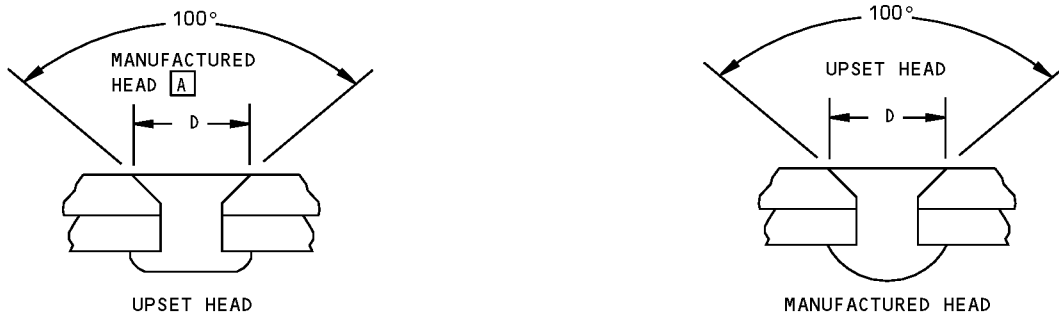 100°
MANUFACTURED
HEAD A
D
UPSET HEAD
100°
UPSET HEAD
D
MANUFACTURED HEAD